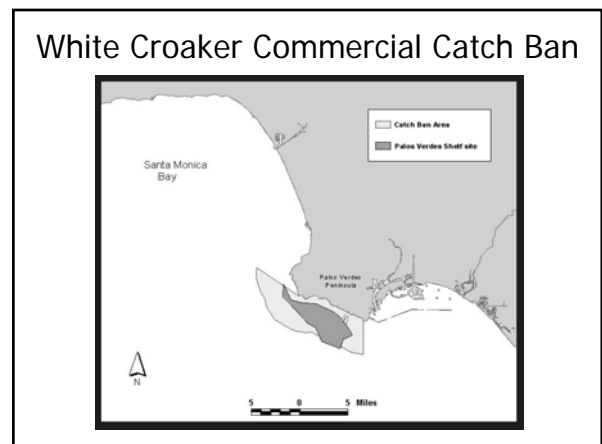 White Croaker Commercial Catch Ban
Catch Ban Area
Palos Verdes Shelf site
Santa Monica
Bay
Palos Verdes
Peninsula
N
5 0 5 Miles